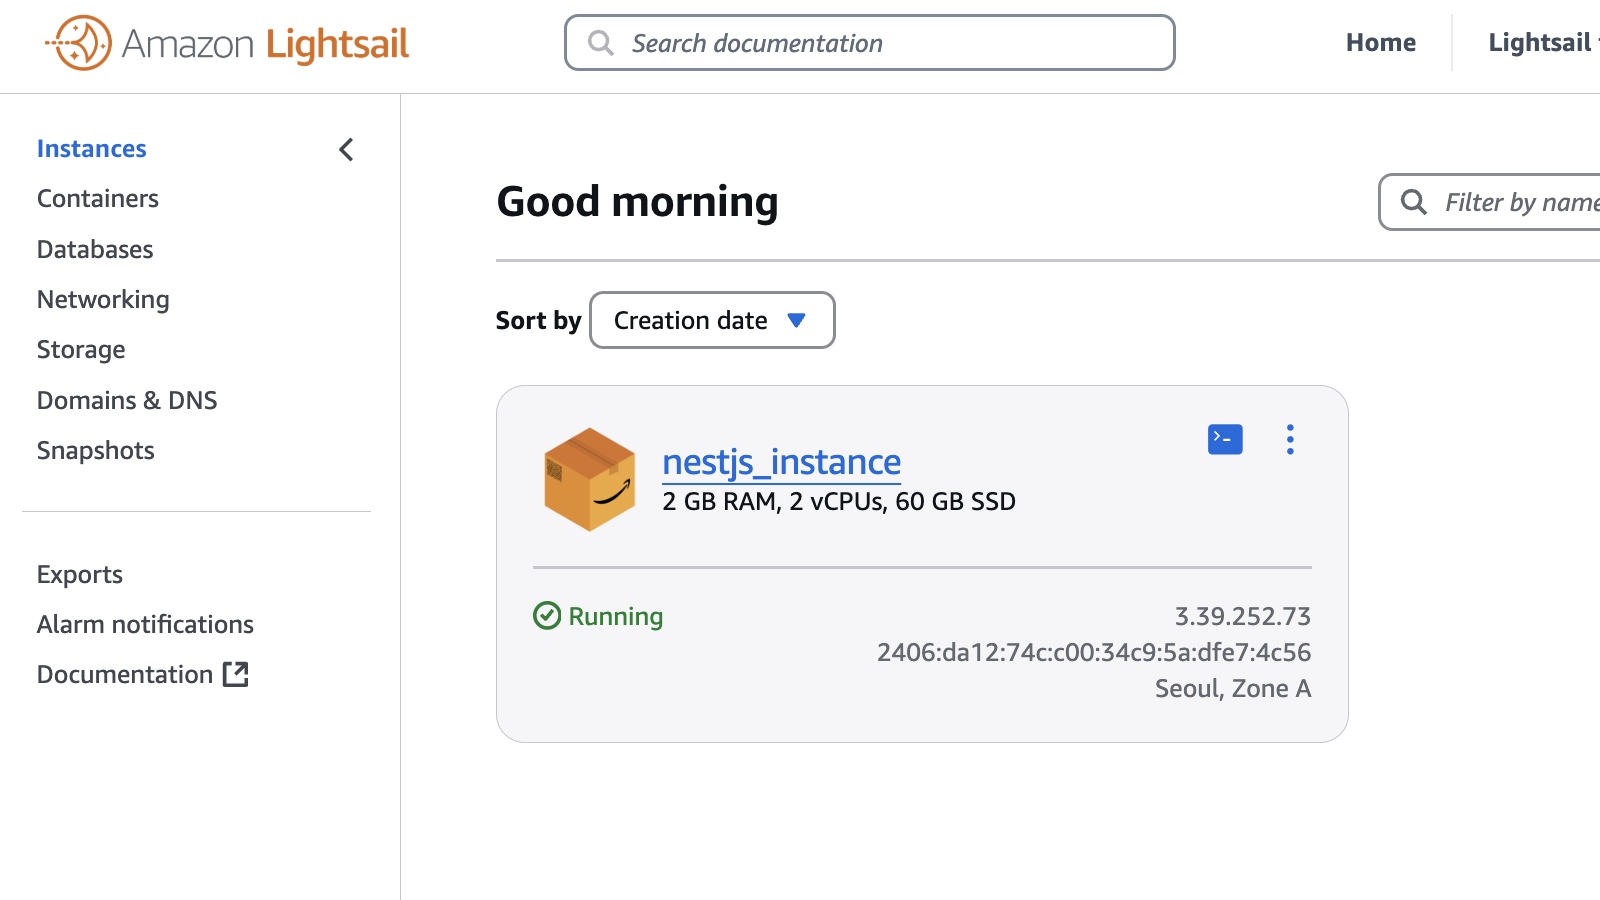 Amazon Lightsail
Search documentation
Home
Lightsail
Instances
Containers
Databases
Networking
Storage
Domains & DNS
Snapshots
Exports
Alarm notifications
Documentation
Good morning
Filter by name
Sort by
Creation date
nestjs_instance
2 GB RAM, 2 vCPUs, 60 GB SSD
Running
3.39.252.73
2406:da12:74c:c00:34c9:5a:dfe7:4c56
Seoul, Zone A